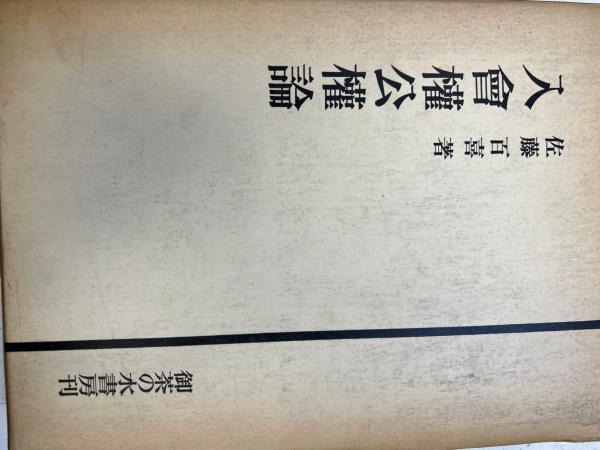 入會權公權論
佐藤百喜著
御茶の水書房刊